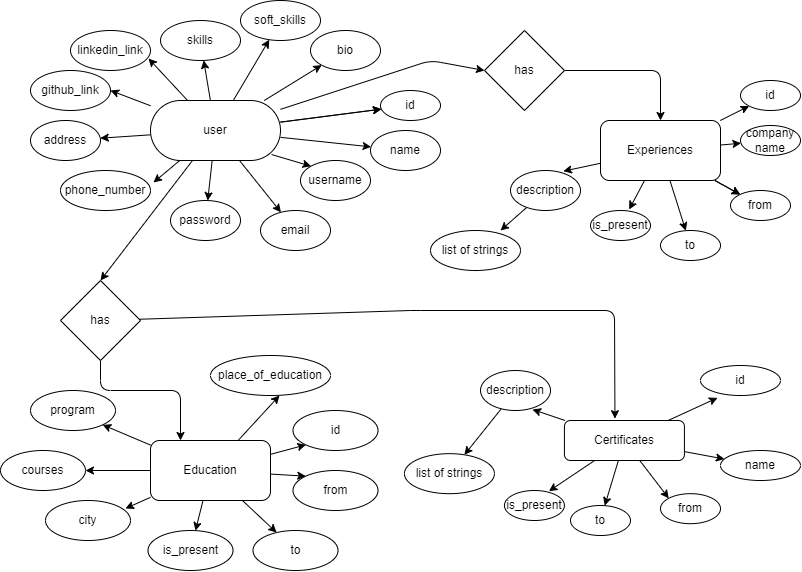 soft_skills
skills
linkedin_link
bio
github_link
id
has
id
user
address
name
company
name
Experiences
phone_number
username
description
password
email
is_present
from
list of strings
to
has
place_of_education
id
program
description
id
Certificates
Education
courses
from
list of strings
name
city
is_present
to
is_present
to
from